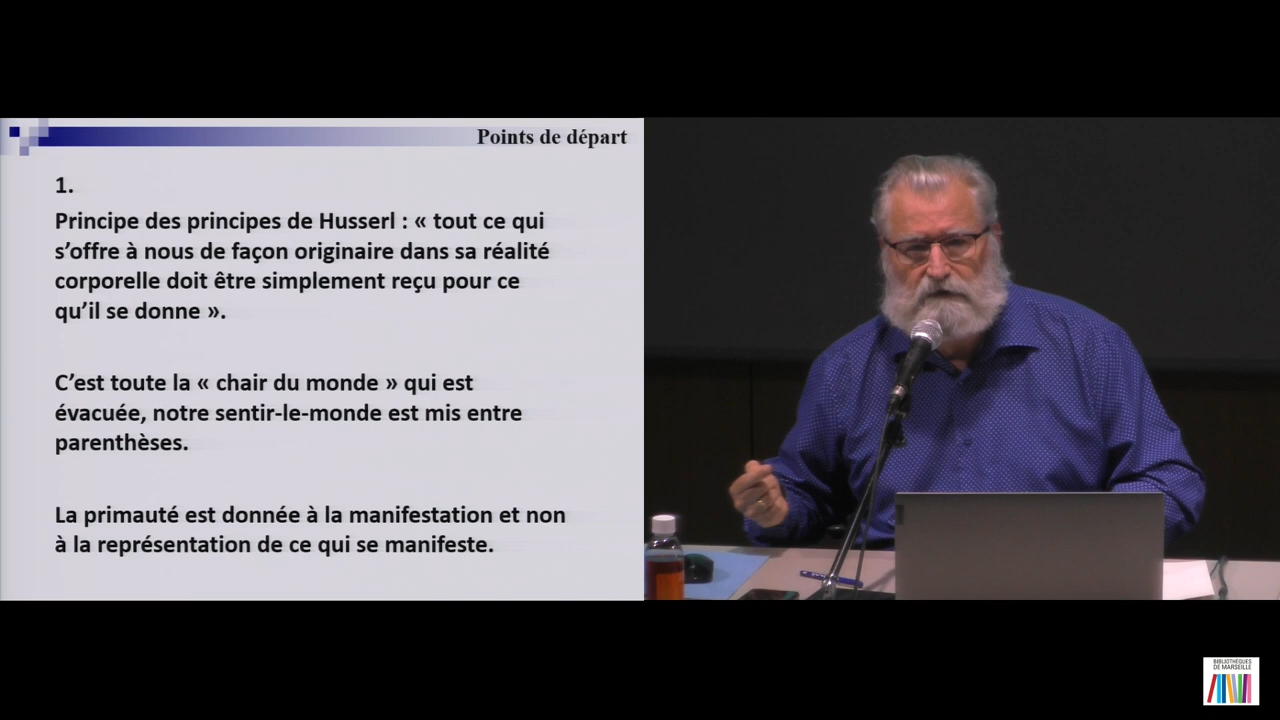 Points de départ
1.
Principe des principes de Husserl : « tout ce qui
s’offre à nous de façon originaire dans sa réalité
corporelle doit être simplement reçu pour ce
qu’il se donne ».
C’est toute la « chair du monde » qui est
évacuée, notre sentir-le-monde est mis entre
parenthèses.
La primauté est donnée à la manifestation et non
à la représentation de ce qui se manifeste.
BIBLIOTHÈQUES
DE MARSEILLE